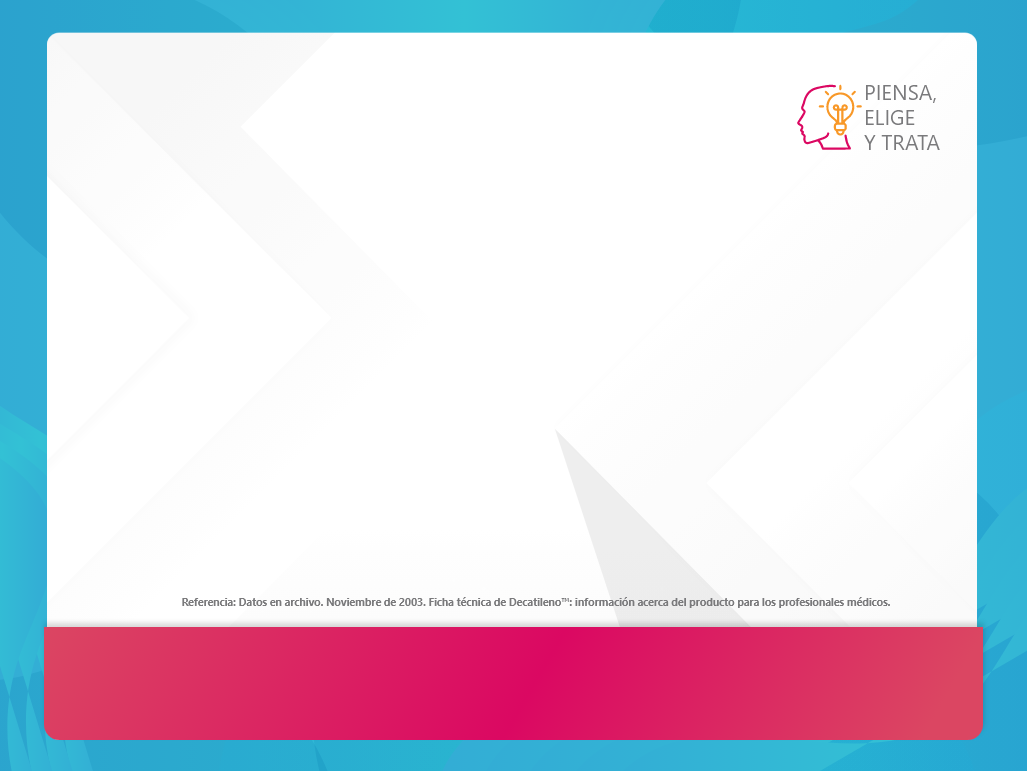 PIENSA,
ELIGE
Y TRATA
Referencia: Datos en archivo. Noviembre de 2003. Ficha técnica de Decatileno™: información acerca del producto para los profesionales médicos.